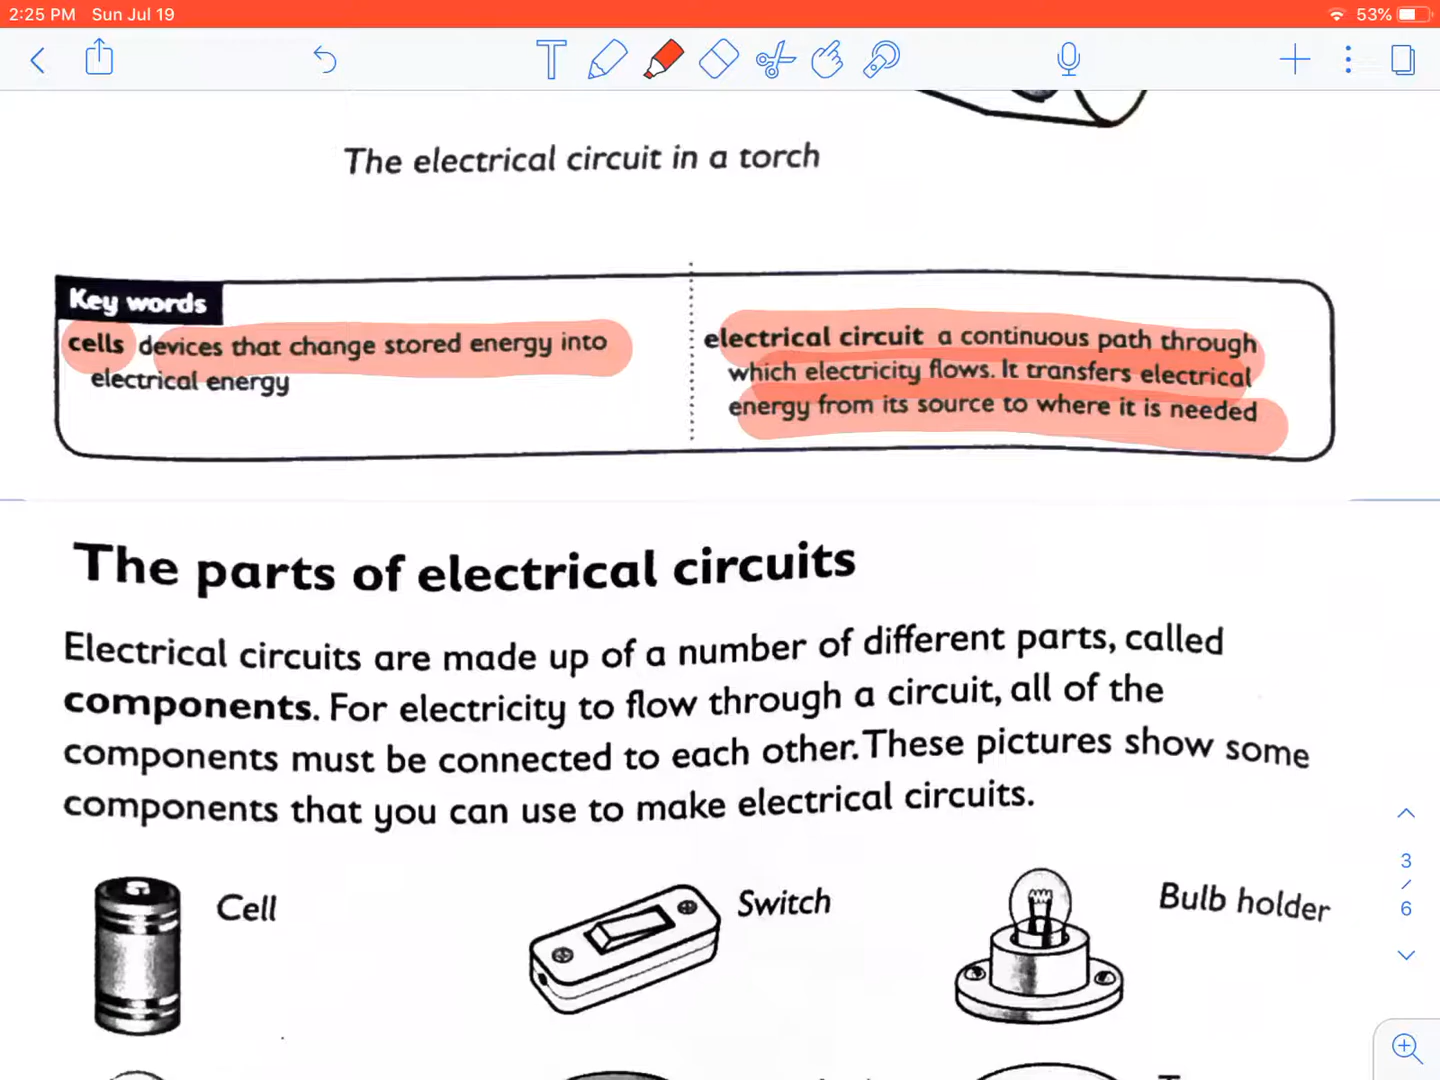 2:25 PM Sun Jul 19
53%
T
The electrical circuit in a torch
Key words
cells devices that change stored energy into
electrical energy
electrical circuit a continuous path through
which electricity flows. It transfers electrical
energy from its source to where it is needed
The parts of electrical circuits
Electrical circuits are made up of a number of different parts, called
components. For electricity to flow through a circuit, all of the
components must be connected to each other. These pictures show some
components that you can use to make electrical circuits.
Cell
Switch
Bulb holder
3
/
6